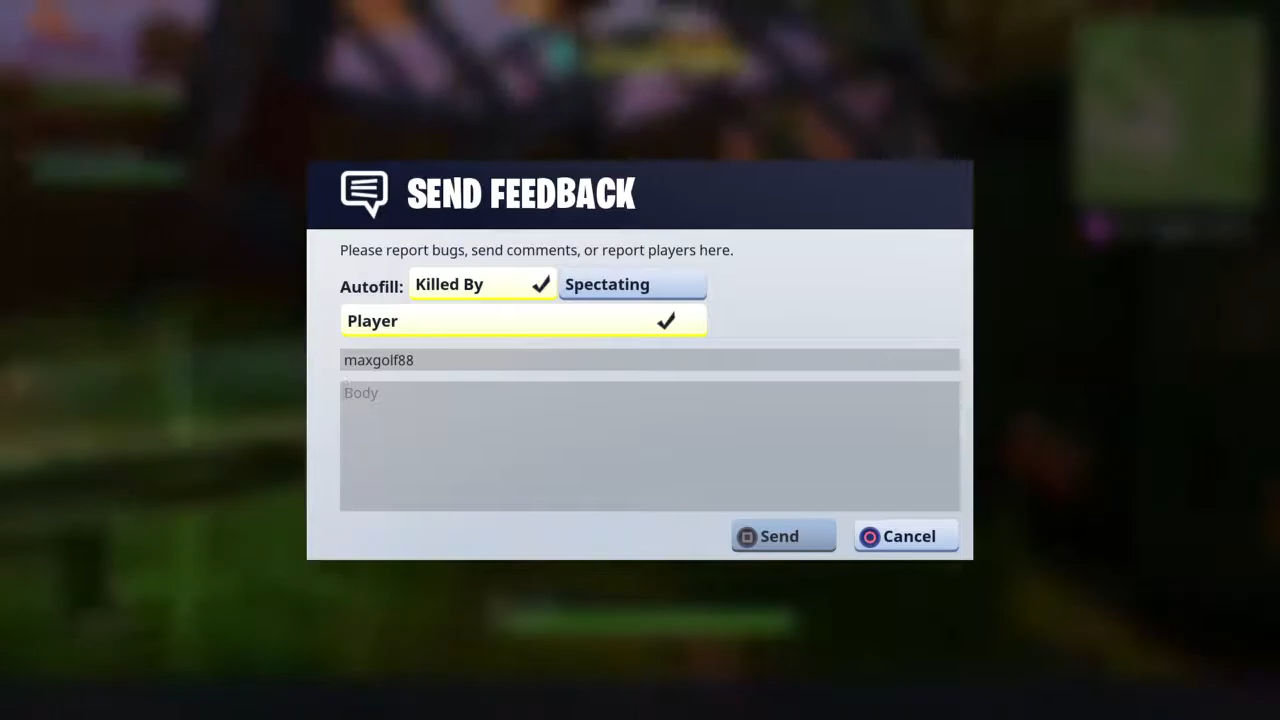 SEND FEEDBACK
Please report bugs, send comments, or report players here.
Autofill: Killed By Spectating
Player
maxgolf88
Body
Send Cancel